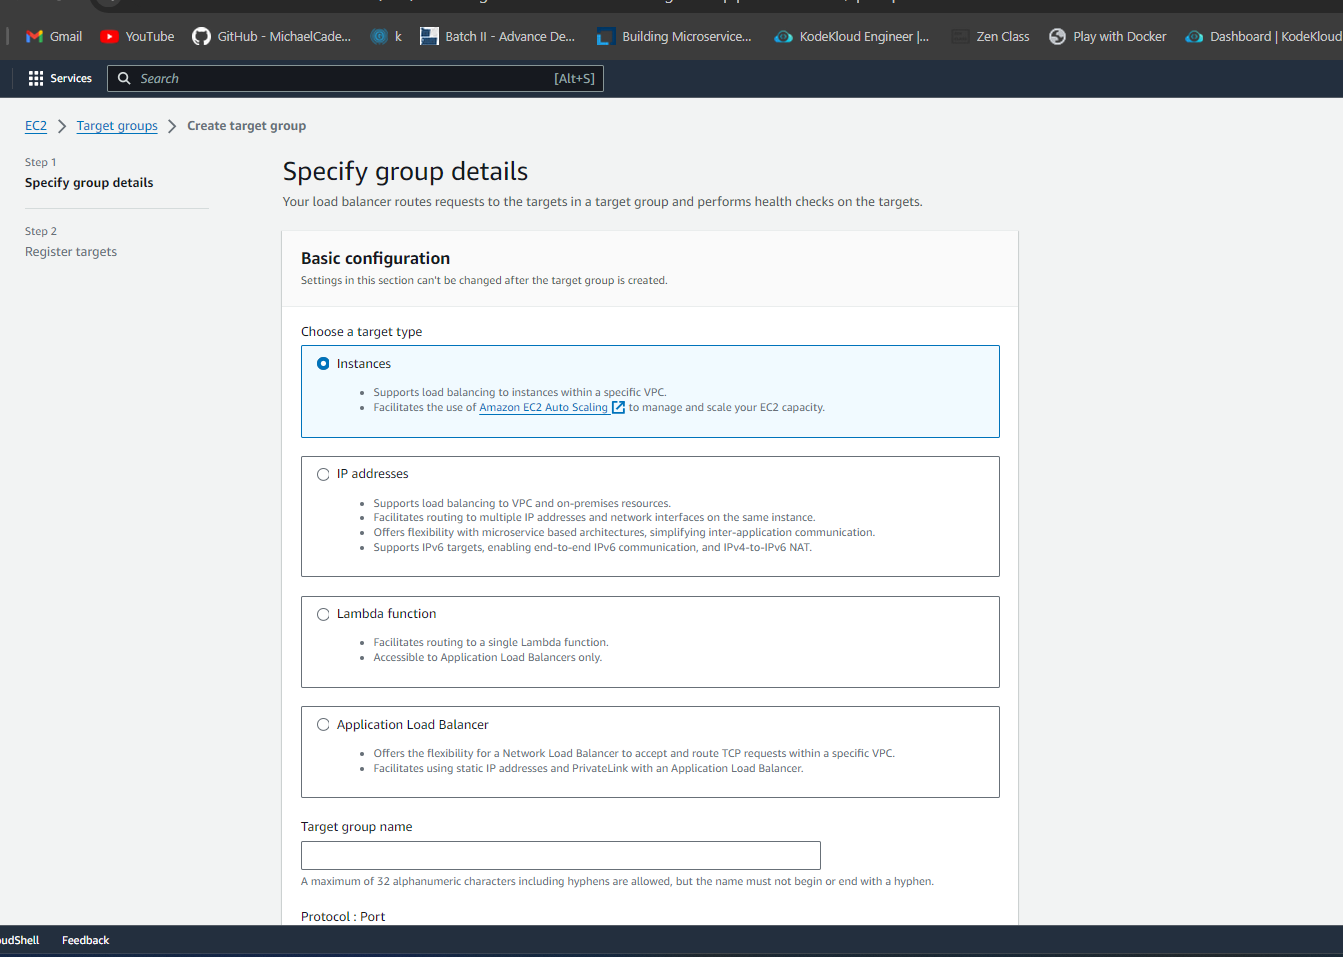 Gmail YouTube GitHub - MichaelCade... k Batch II - Advance De... Building Microservice... KodeKloud Engineer |... Zen Class Play with Docker Dashboard | KodeKloud
Services Search [Alt+S]
EC2 > Target groups > Create target group
Step 1
Specify group details
Step 2
Register targets
Specify group details
Your load balancer routes requests to the targets in a target group and performs health checks on the targets.
Basic configuration
Settings in this section can't be changed after the target group is created.
Choose a target type
Instances
• Supports load balancing to instances within a specific VPC.
• Facilitates the use of Amazon EC2 Auto Scaling to manage and scale your EC2 capacity.
IP addresses
• Supports load balancing to VPC and on-premises resources.
• Facilitates routing to multiple IP addresses and network interfaces on the same instance.
• Offers flexibility with microservice based architectures, simplifying inter-application communication.
• Supports IPv6 targets, enabling end-to-end IPv6 communication, and IPv4-to-IPv6 NAT.
Lambda function
• Facilitates routing to a single Lambda function.
• Accessible to Application Load Balancers only.
Application Load Balancer
• Offers the flexibility for a Network Load Balancer to accept and route TCP requests within a specific VPC.
• Facilitates using static IP addresses and PrivateLink with an Application Load Balancer.
Target group name
A maximum of 32 alphanumeric characters including hyphens are allowed, but the name must not begin or end with a hyphen.
Protocol : Port
oudShell Feedback